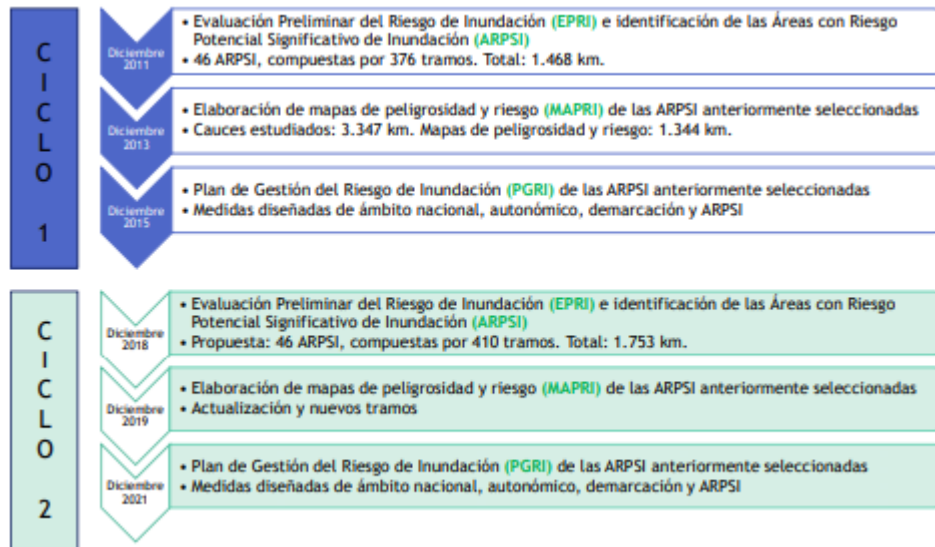 CICLO 1
Diciembre
2011
• Evaluación Preliminar del Riesgo de Inundación (EPRI) e identificación de las Áreas con Riesgo
Potencial Significativo de Inundación (ARPSI)
• 46 ARPSI, compuestas por 376 tramos. Total: 1.468 km.
Diciembre
2013
• Elaboración de mapas de peligrosidad y riesgo (MAPRI) de las ARPSI anteriormente seleccionadas
• Cauces estudiados: 3.347 km. Mapas de peligrosidad y riesgo: 1.344 km.
Diciembre
2015
• Plan de Gestión del Riesgo de Inundación (PGRI) de las ARPSI anteriormente seleccionadas
• Medidas diseñadas de ámbito nacional, autonómico, demarcación y ARPSI
CICLO 2
Diciembre
2018
• Evaluación Preliminar del Riesgo de Inundación (EPRI) e identificación de las Áreas con Riesgo
Potencial Significativo de Inundación (ARPSI)
• Propuesta: 46 ARPSI, compuestas por 410 tramos. Total: 1.753 km.
Diciembre
2019
• Elaboración de mapas de peligrosidad y riesgo (MAPRI) de las ARPSI anteriormente seleccionadas
• Actualización y nuevos tramos
Diciembre
2021
• Plan de Gestión del Riesgo de Inundación (PGRI) de las ARPSI anteriormente seleccionadas
• Medidas diseñadas de ámbito nacional, autonómico, demarcación y ARPSI